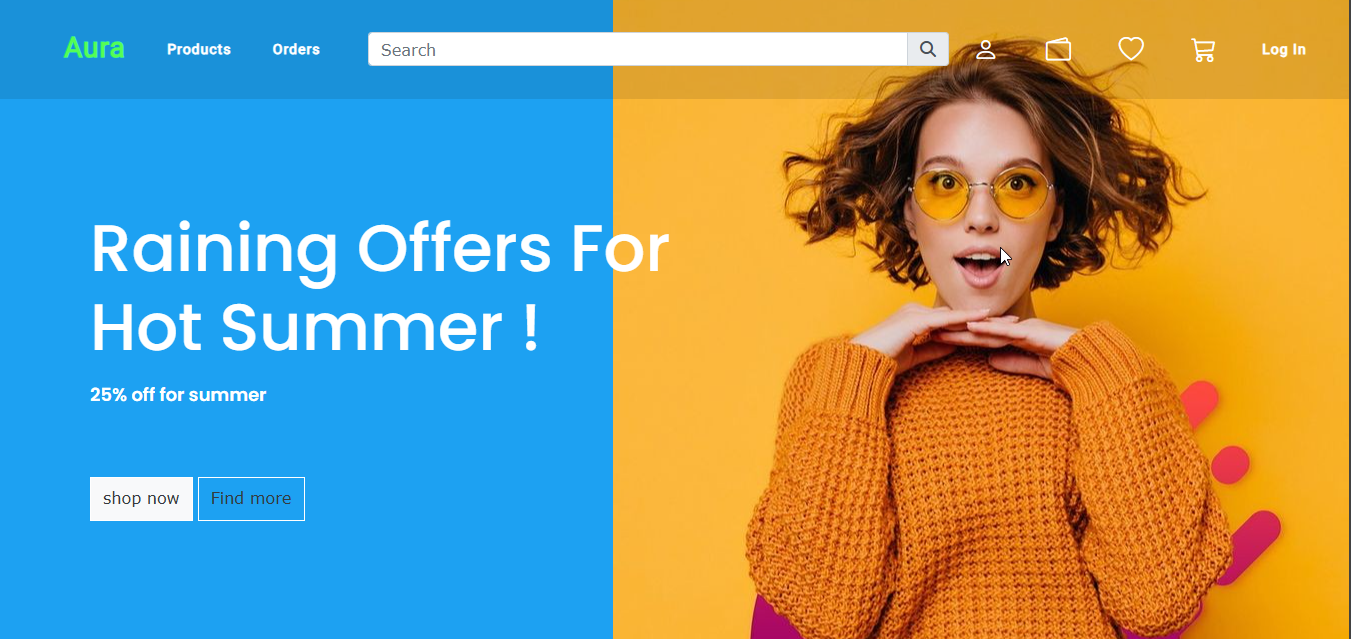 Aura
Products
Orders
Search
Log In
Raining Offers For
Hot Summer !
25% off for summer
shop now
Find more